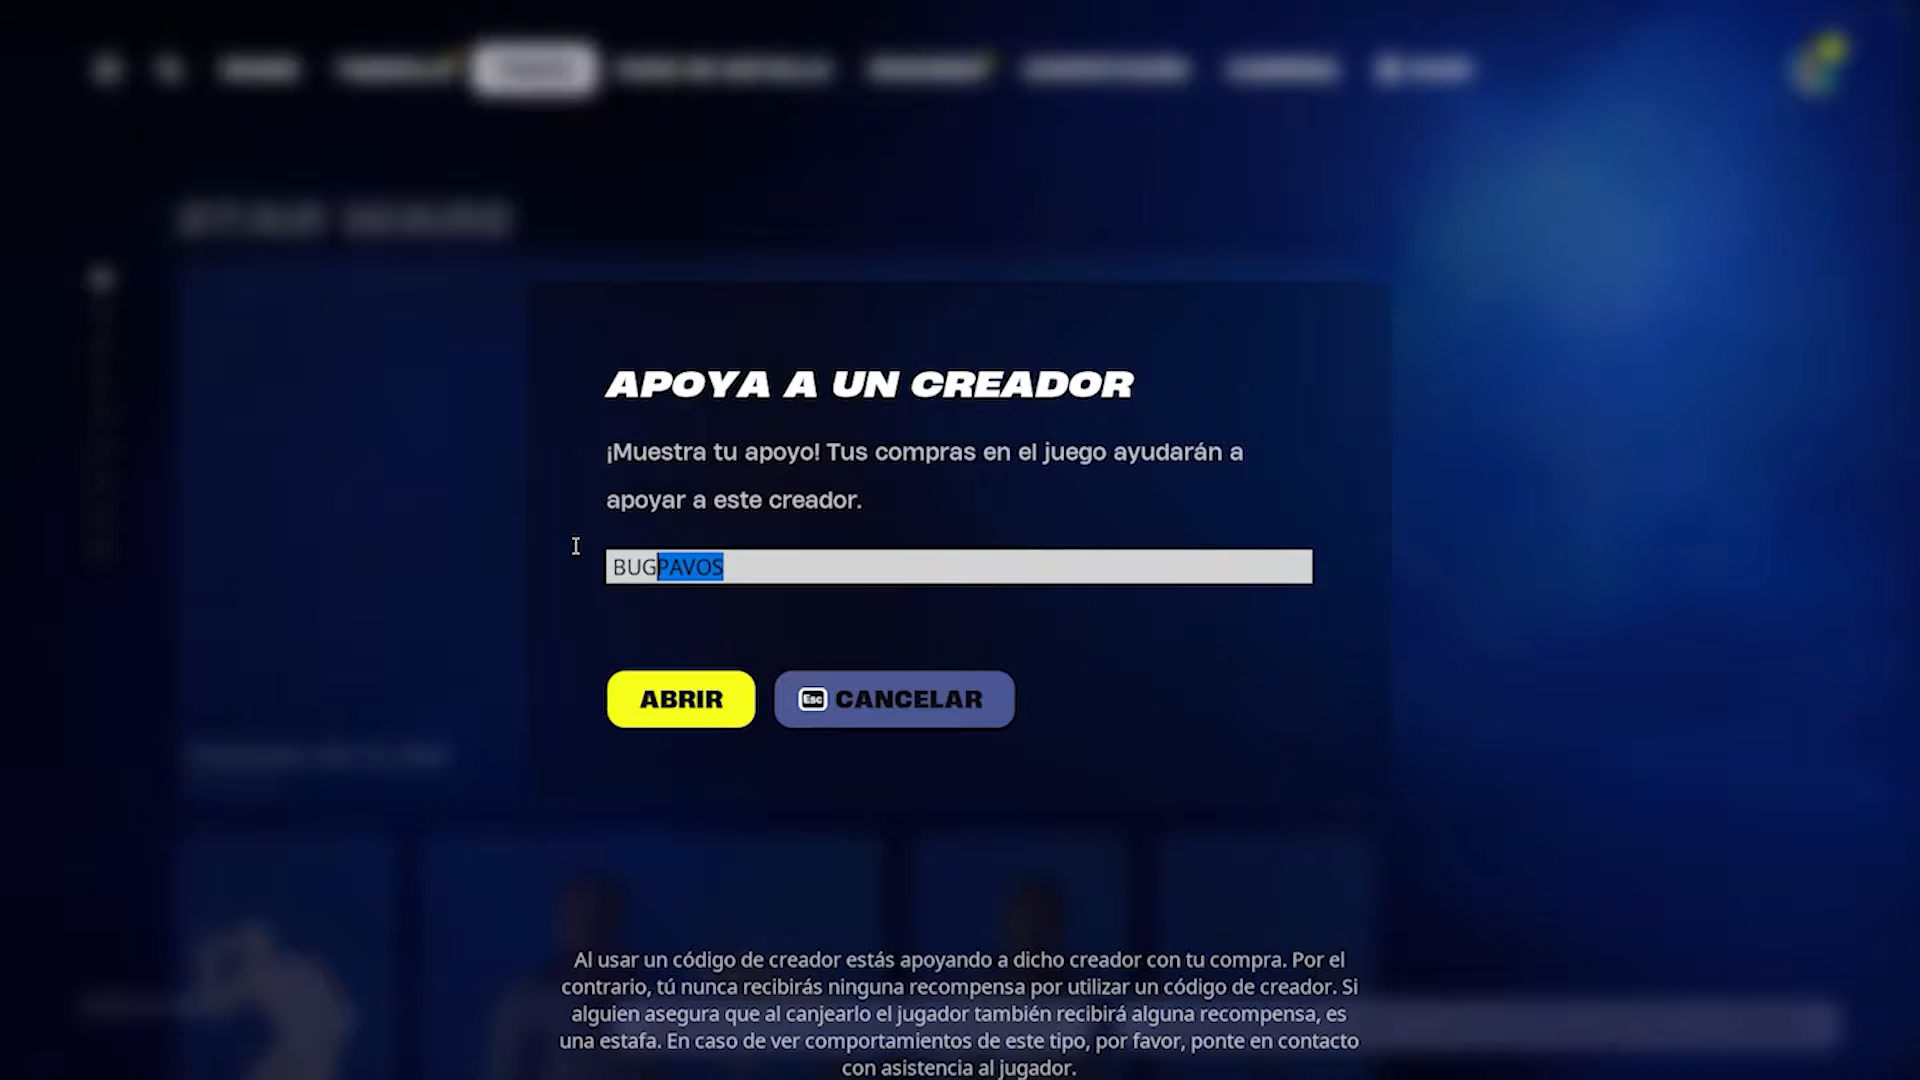 APOYA A UN CREADOR
¡Muestra tu apoyo! Tus compras en el juego ayudarán a
apoyar a este creador.
BUGPAVOS
ABRIR
Esc CANCELAR
Al usar un código de creador estás apoyando a dicho creador con tu compra. Por el
contrario, tú nunca recibirás ninguna recompensa por utilizar un código de creador. Si
alguien asegura que al canjearlo el jugador también recibirá alguna recompensa, es
una estafa. En caso de ver comportamientos de este tipo, por favor, ponte en contacto
con asistencia al jugador.